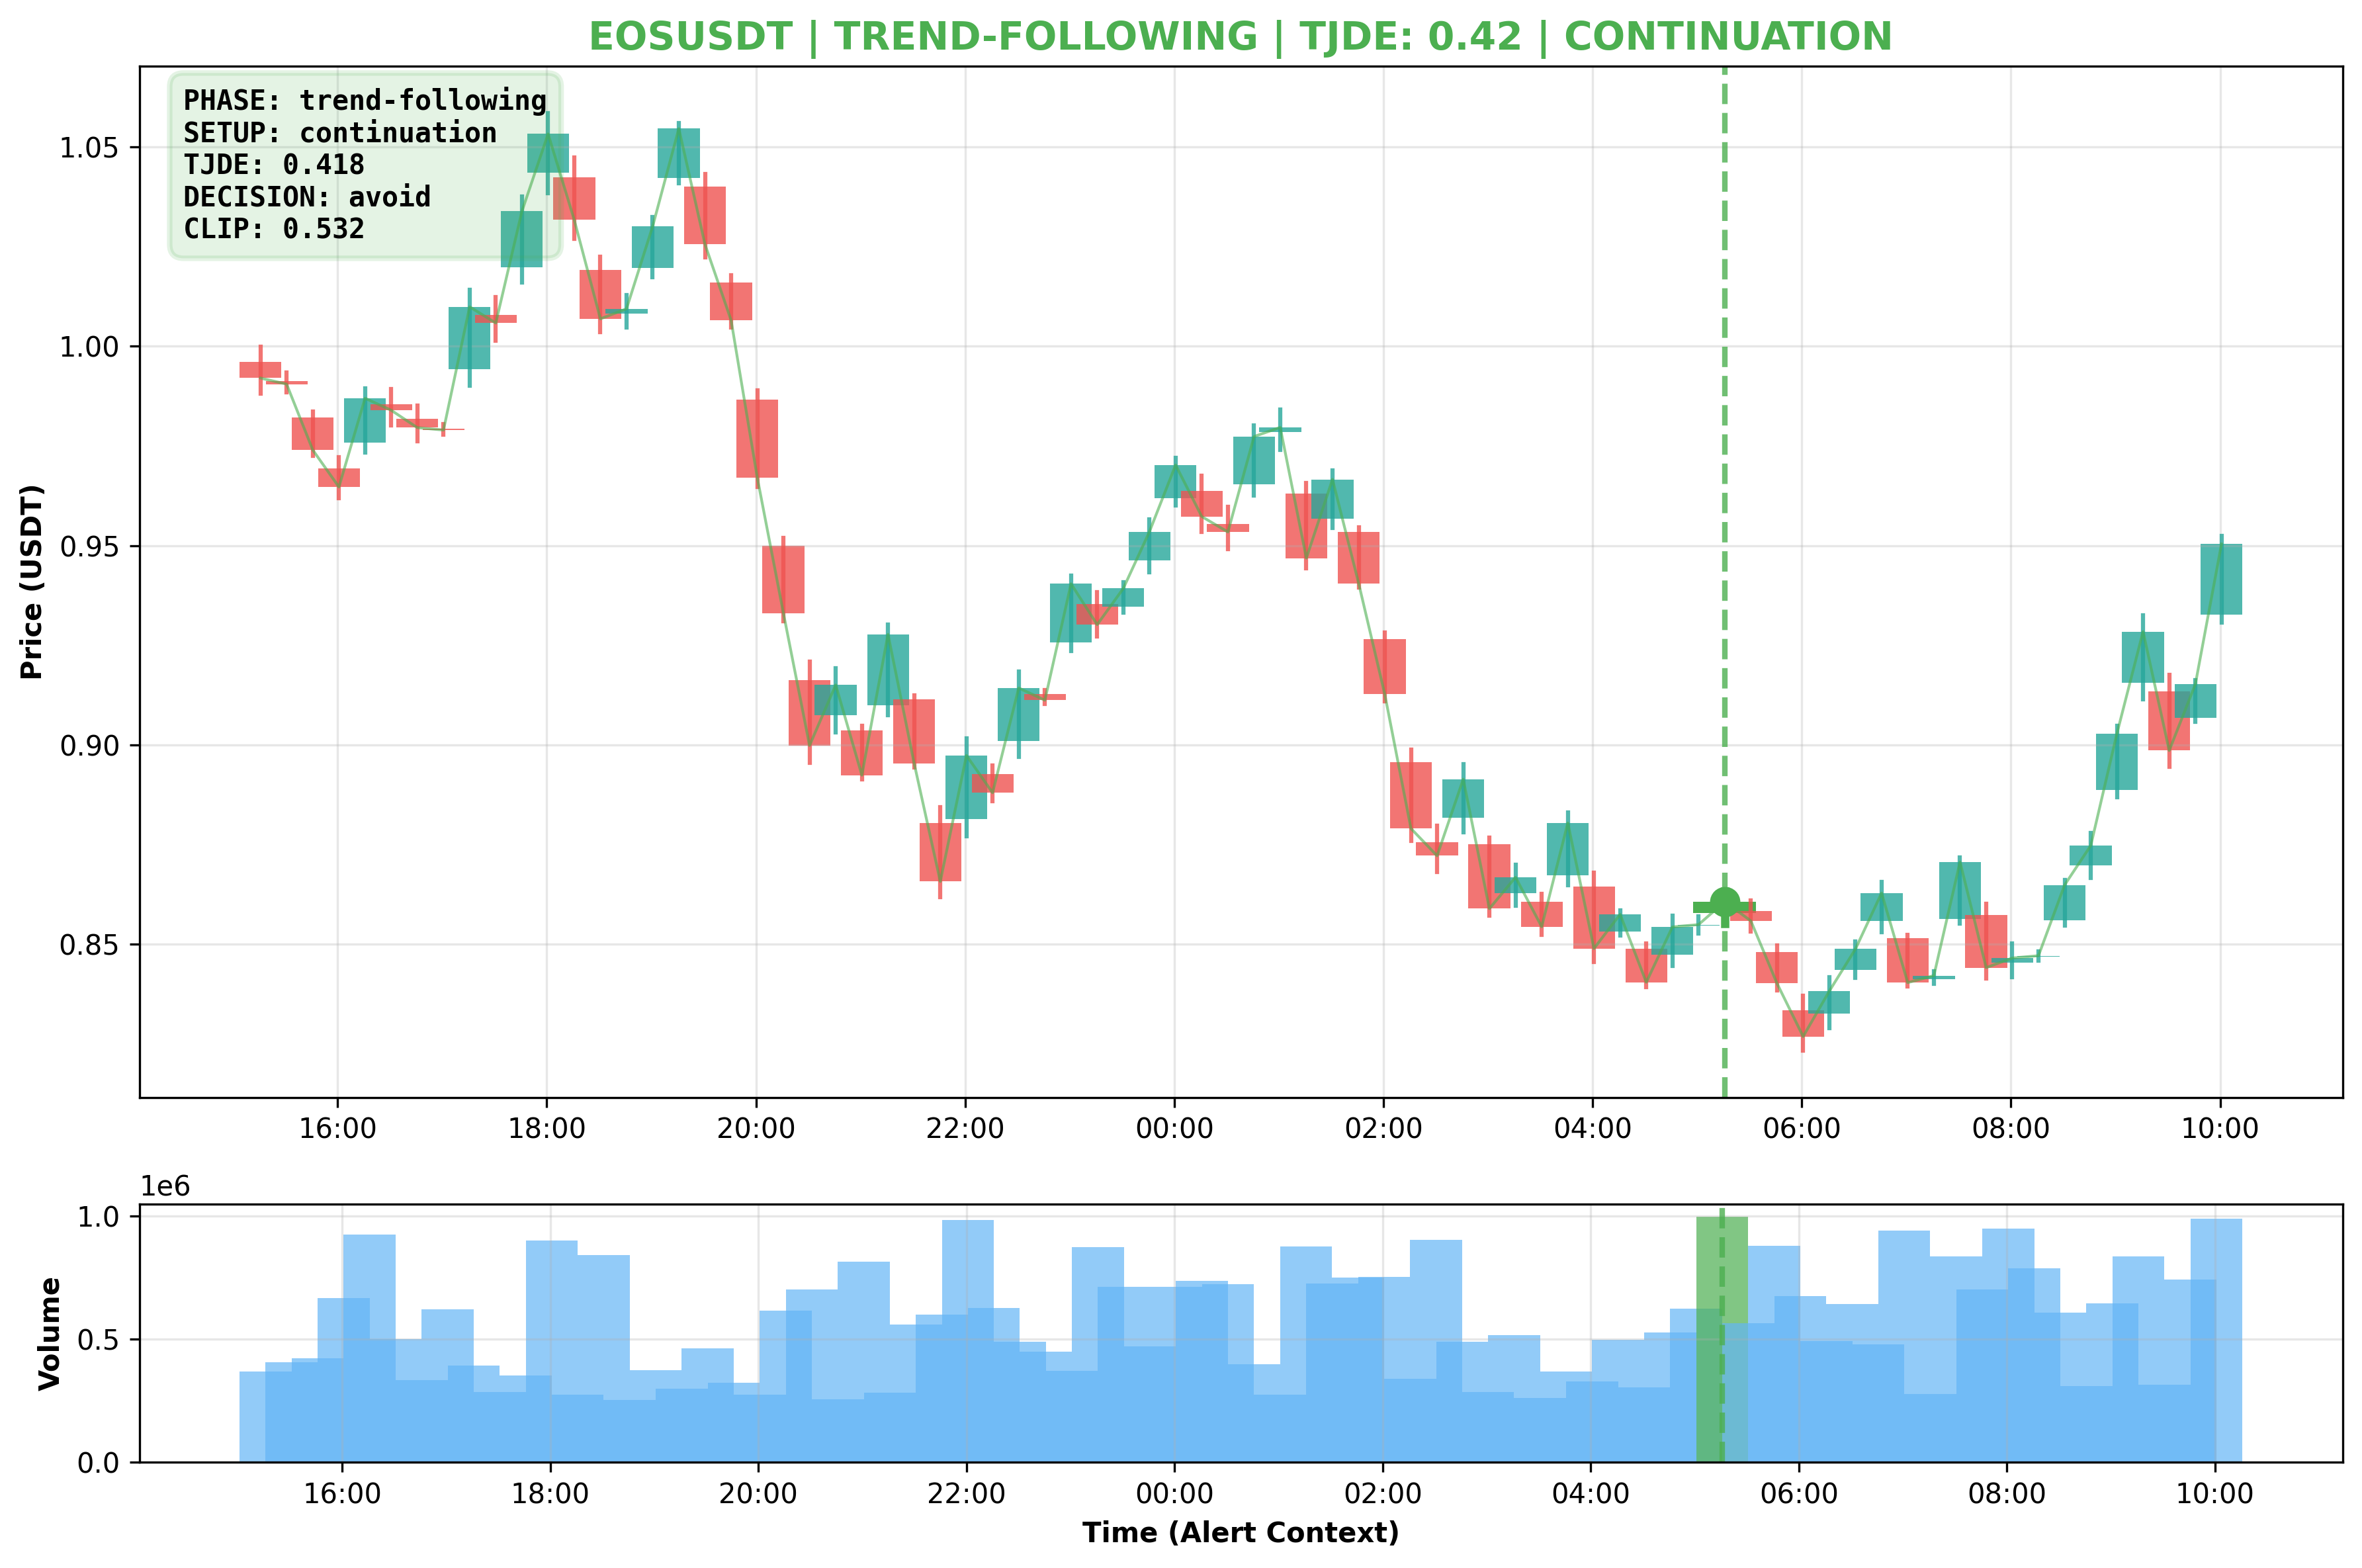 EOSUSDT | TREND-FOLLOWING | TJDE: 0.42 | CONTINUATION
PHASE: trend-following
SETUP: continuation
TJDE: 0.418
DECISION: avoid
CLIP: 0.532
Price (USDT)
1.05
1.00
0.95
0.90
0.85
16:00 18:00 20:00 22:00 00:00 02:00 04:00 06:00 08:00 10:00
1e6
Volume
1.0
0.5
0.0
16:00 18:00 20:00 22:00 00:00 02:00 04:00 06:00 08:00 10:00
Time (Alert Context)